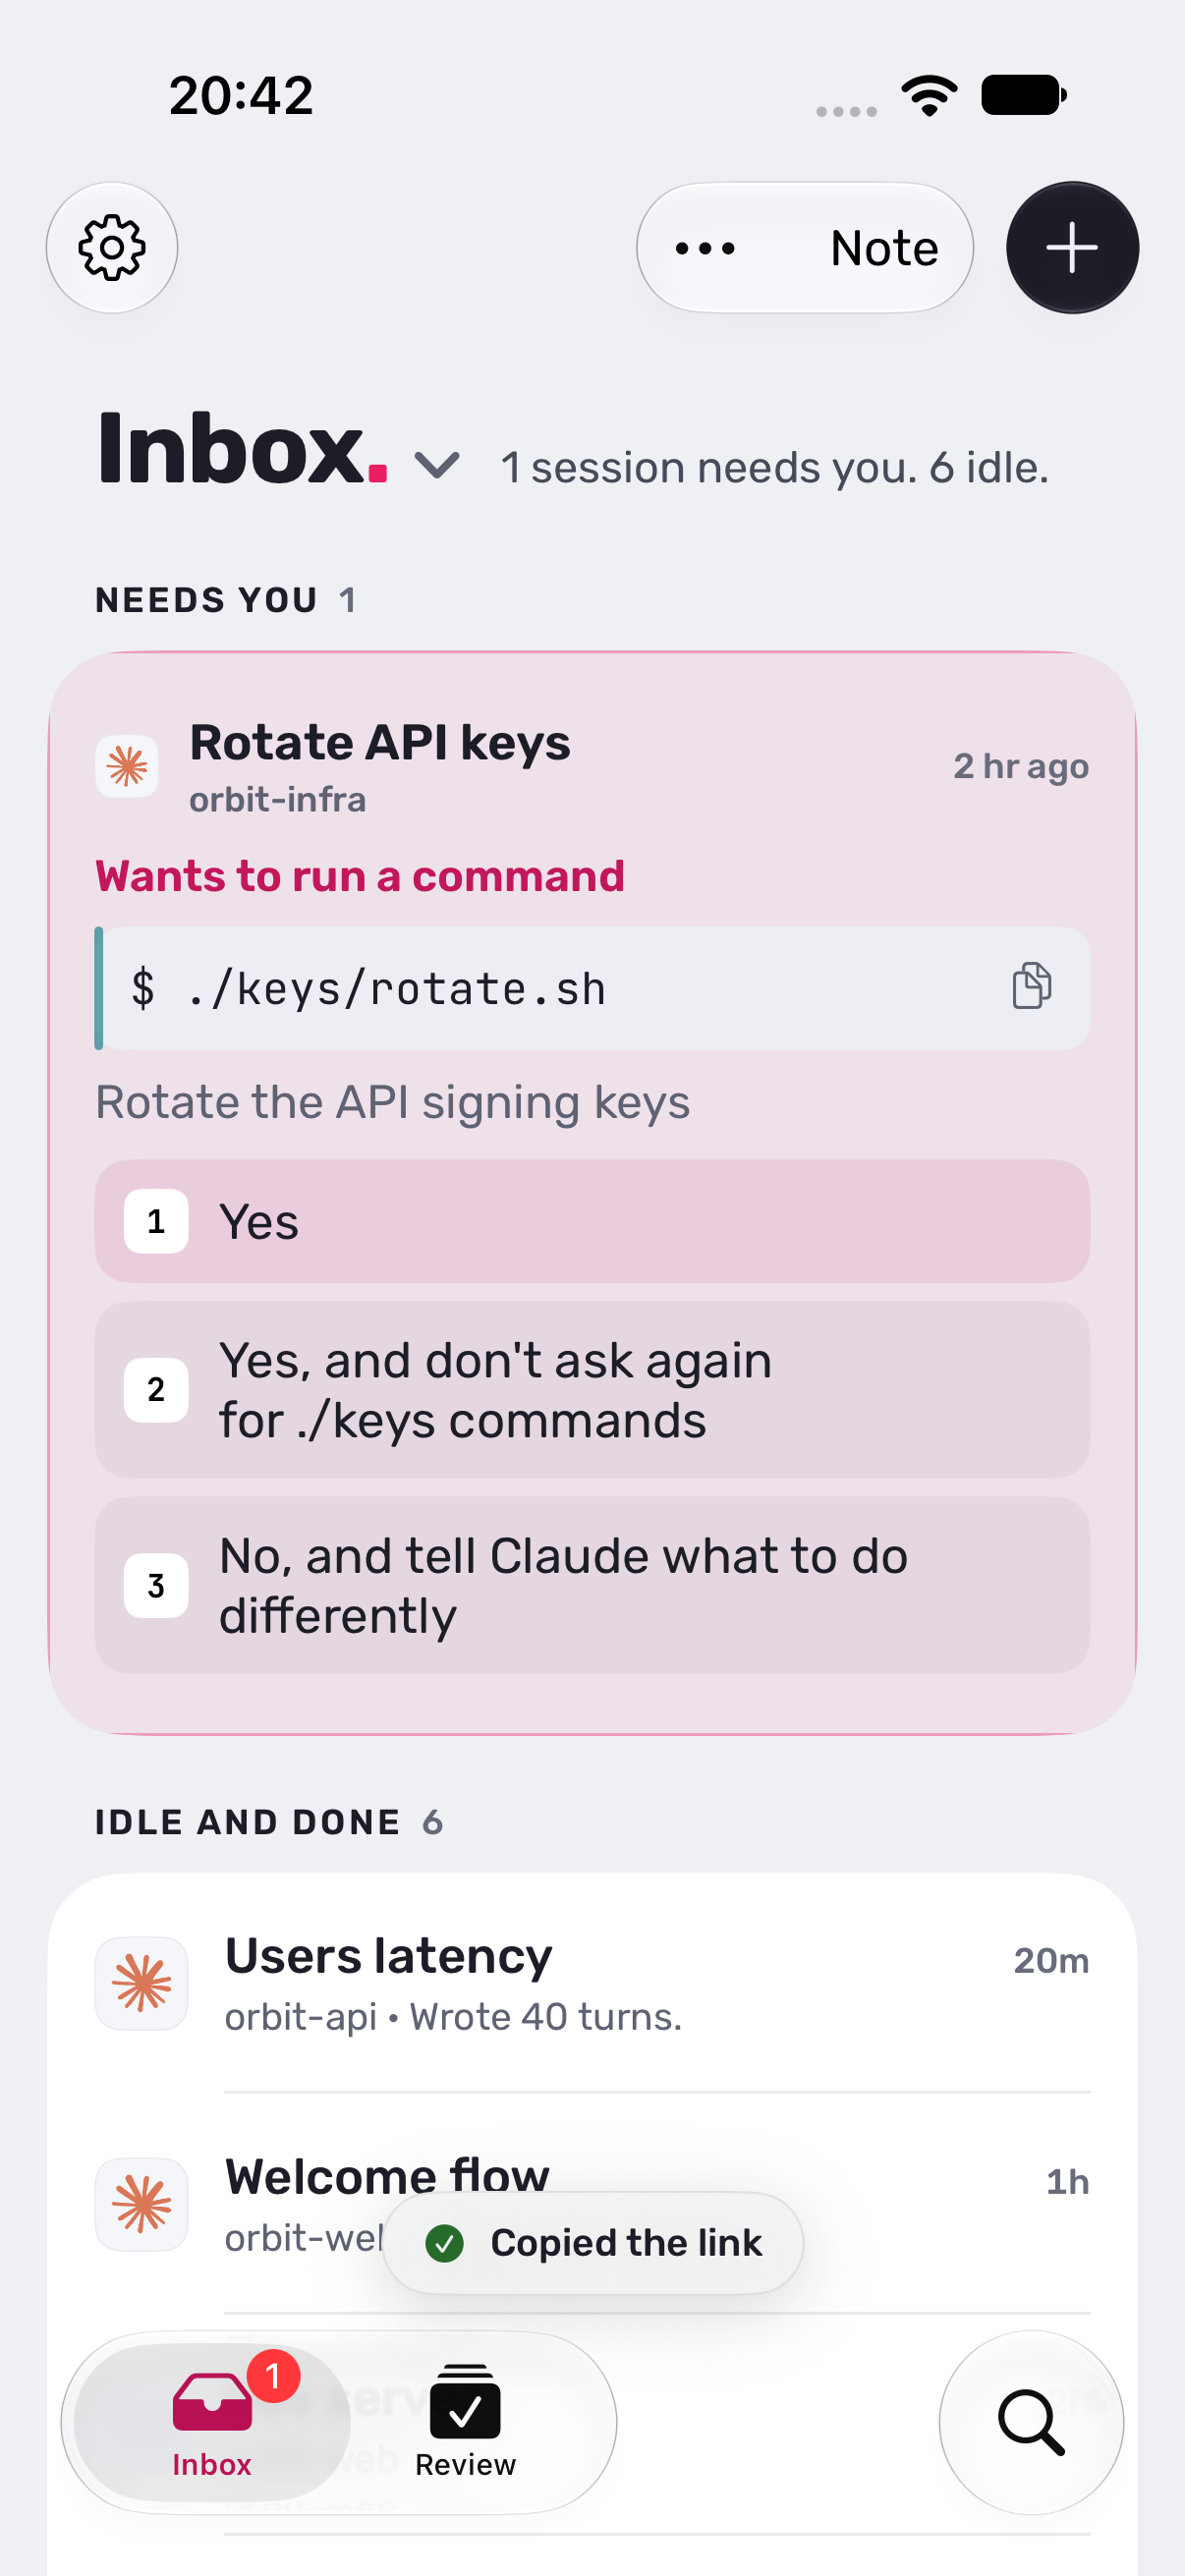 20:42
Note
Inbox.
1 session needs you. 6 idle.
NEEDS YOU 1
Rotate API keys
orbit-infra
2 hr ago
Wants to run a command
$ ./keys/rotate.sh
Rotate the API signing keys
1 Yes
2 Yes, and don't ask again
for ./keys commands
3 No, and tell Claude what to do
differently
IDLE AND DONE 6
Users latency
20m
orbit-api • Wrote 40 turns.
Welcome flow
1h
Copied the link
1
Inbox
Review